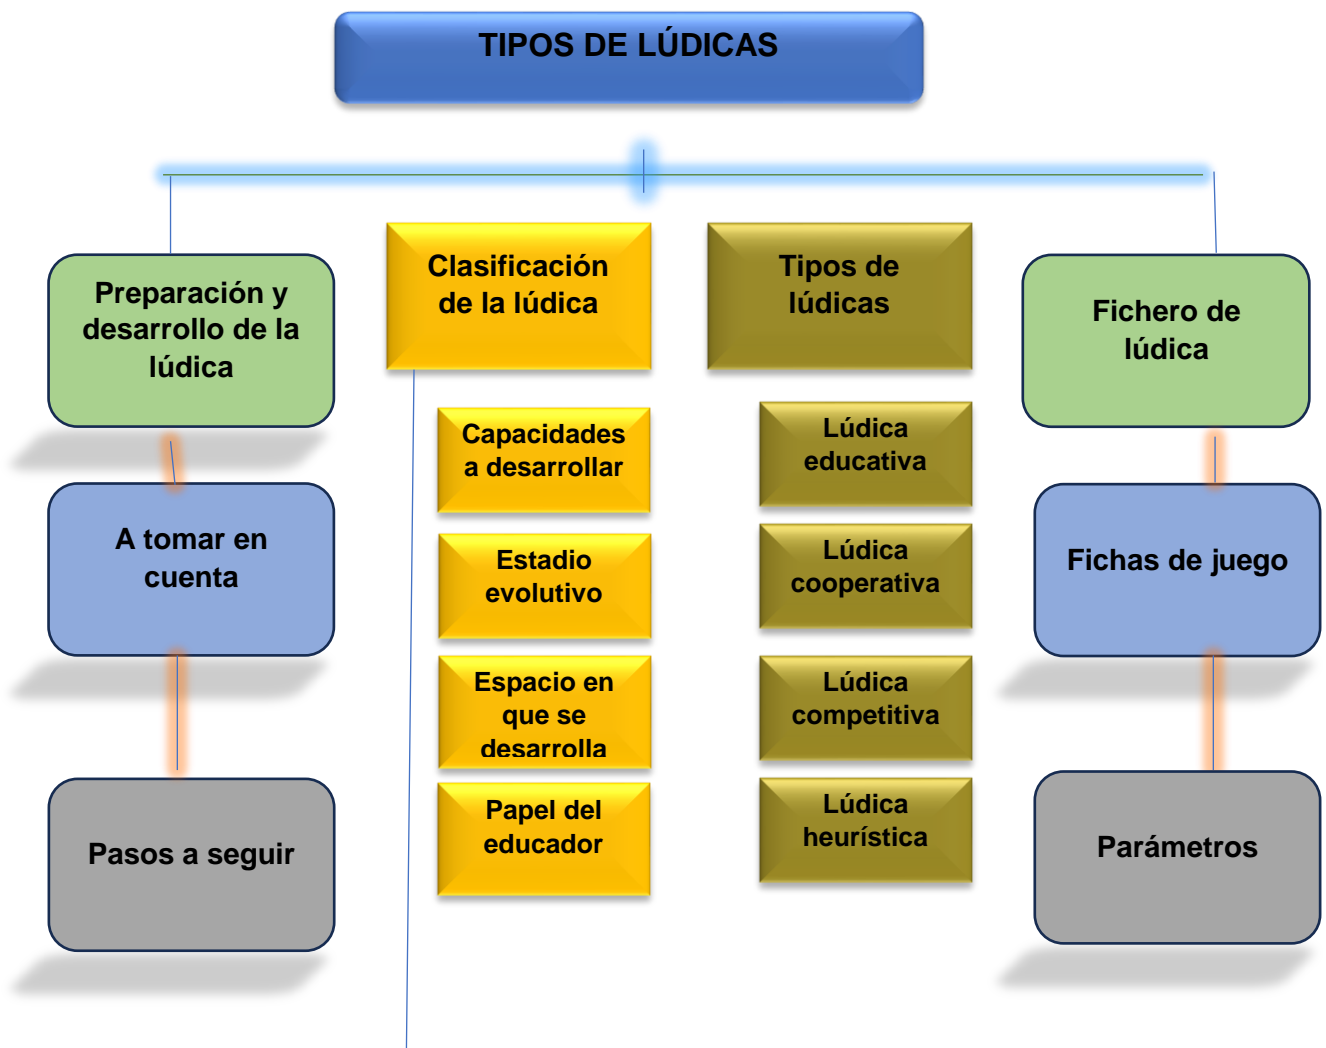 TIPOS DE LÚDICAS
Preparación y
desarrollo de la
lúdica
A tomar en
cuenta
Pasos a seguir
Clasificación
de la lúdica
Capacidades
a desarrollar
Estadio
evolutivo
Espacio en
que se
desarrolla
Papel del
educador
Tipos de
lúdicas
Lúdica
educativa
Lúdica
cooperativa
Lúdica
competitiva
Lúdica
heurística
Fichero de
lúdica
Fichas de juego
Parámetros